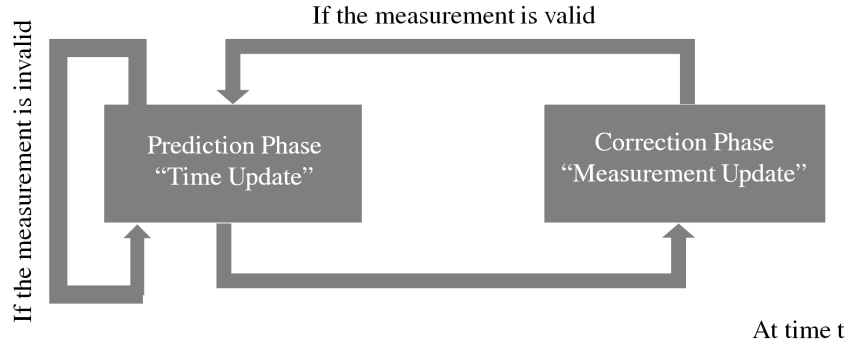 If the measurement is valid
If the measurement is invalid
Prediction Phase
“Time Update”
Correction Phase
“Measurement Update”
At time t